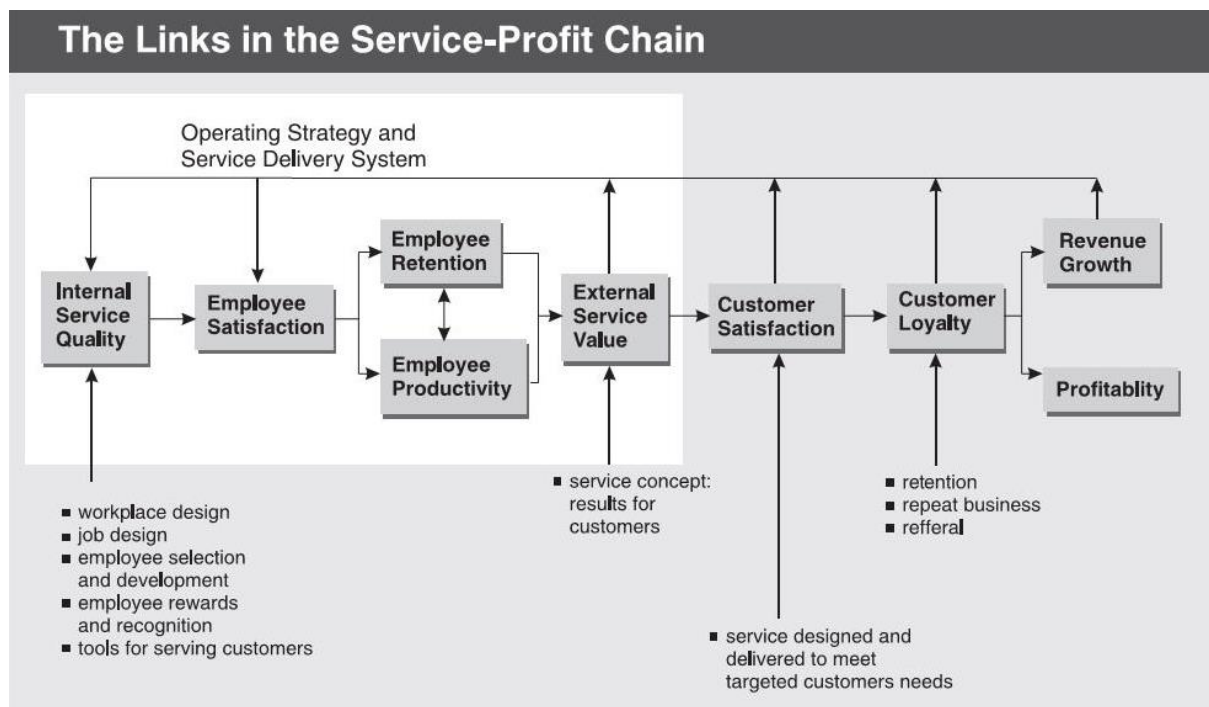 The Links in the Service-Profit Chain
Operating Strategy and
Service Delivery System
Internal
Service
Quality
Employee
Satisfaction
Employee
Retention
Employee
Productivity
External
Service
Value
Customer
Satisfaction
Customer
Loyalty
Revenue
Growth
Profitablity
▪ workplace design
▪ job design
▪ employee selection
and development
▪ employee rewards
and recognition
▪ tools for serving customers
▪ service concept:
results for
customers
▪ service designed and
delivered to meet
targeted customers needs
▪ retention
▪ repeat business
▪ refferal